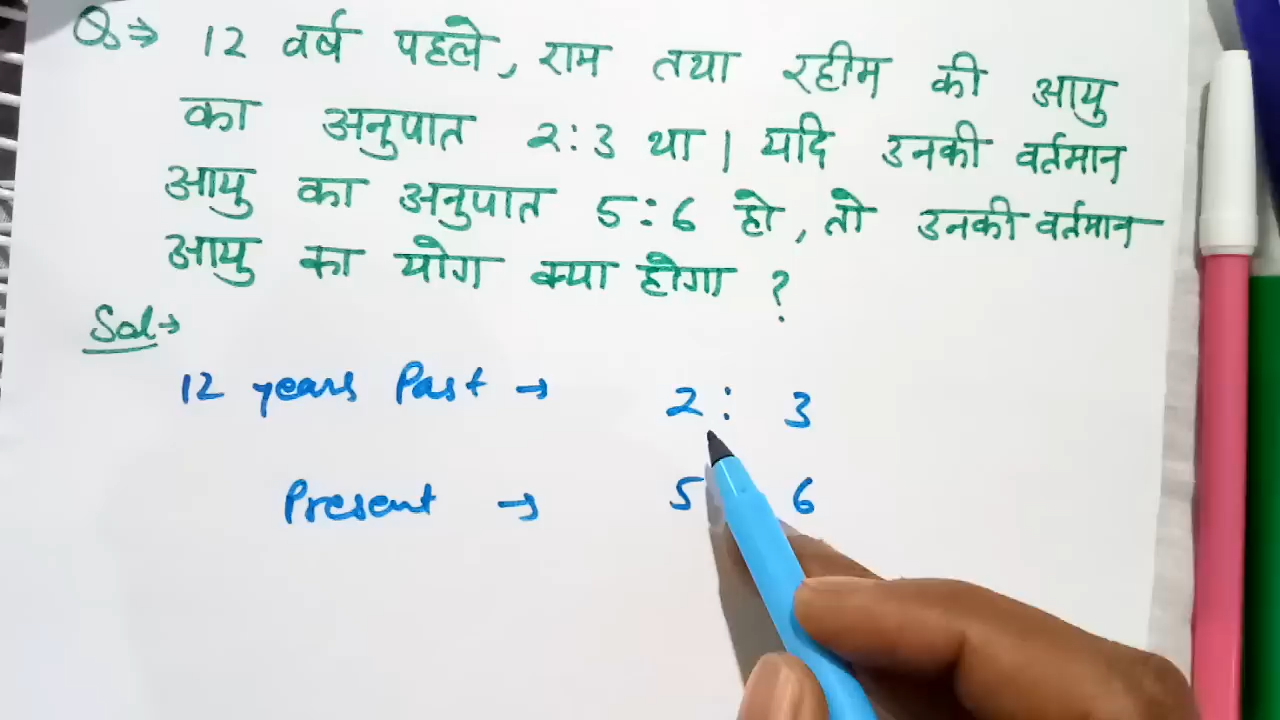 Q⇒ 12 वर्ष पहले, राम तथा रहीम की आयु
का अनुपात 2:3 था। यदि उनकी वर्तमान
आयु का अनुपात 5:6 हो, तो उनकी वर्तमान
आयु का योग क्या होगा ?
Sol→
12 years Past → 2 : 3
Present → 5 6